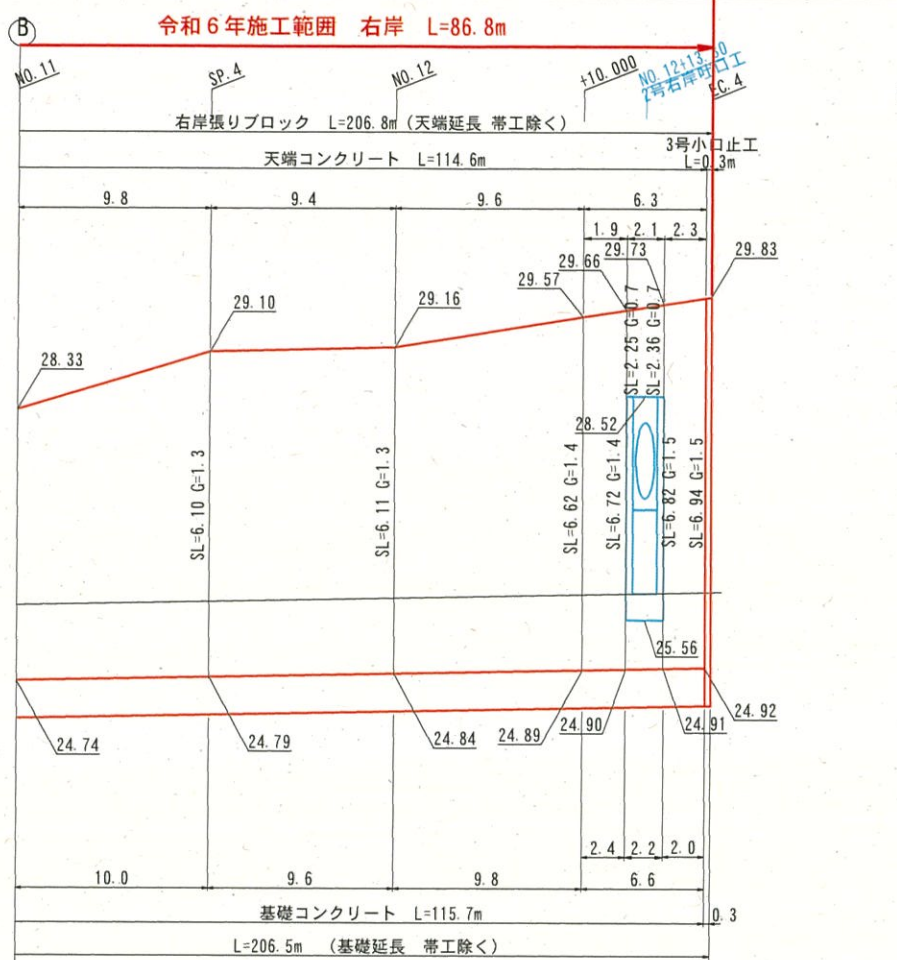 B
令和6年施工範囲 右岸 L=86.8m
NO.11
SP.4
NO.12
+10.000
2号右岸吐口工
EC.4
右岸張りブロック L=206.8m (天端延長 帯工除く)
3号小口止工
L=0.3m
天端コンクリート L=114.6m
9.8
9.4
9.6
6.3
1.9
2.1
2.3
28.33
29.10
29.16
29.57
29.66
29.73
29.83
SL=2.25 G=0.7
SL=2.36 G=0.7
28.52
SL=6.10 G=1.3
SL=6.11 G=1.3
SL=6.62 G=1.4
SL=6.72 G=1.4
SL=6.82 G=1.5
SL=6.94 G=1.5
25.56
24.74
24.79
24.84
24.89
24.90
24.91
24.92
2.4
2.2
2.0
10.0
9.6
9.8
6.6
基礎コンクリート L=115.7m
0.3
L=206.5m (基礎延長 帯工除く)